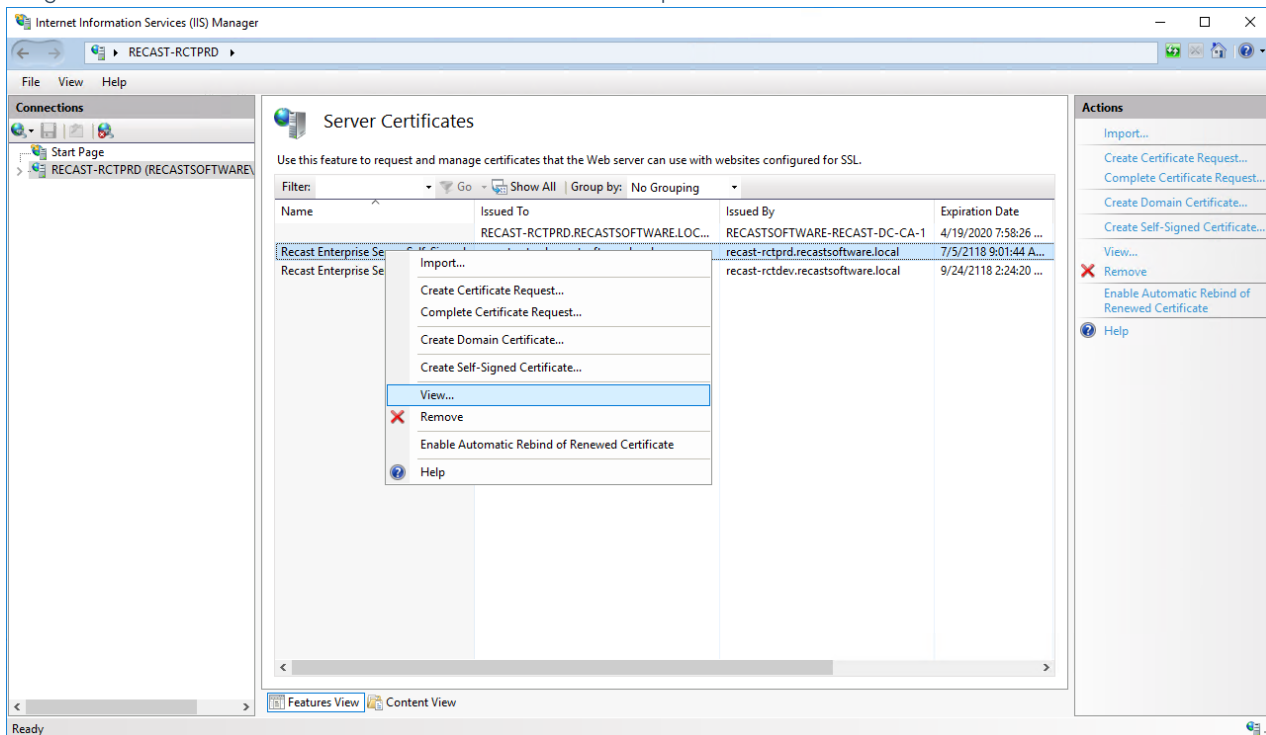 Internet Information Services (IIS) Manager
RECAST-RCTPRD
File View Help
Connections
Start Page
RECAST-RCTPRD (RECASTSOFTWARE\
Server Certificates
Use this feature to request and manage certificates that the Web server can use with websites configured for SSL.
Filter: Go Show All Group by: No Grouping
Name Issued To Issued By Expiration Date
RECAST-RCTPRD.RECASTSOFTWARE.LOC... RECASTSOFTWARE-RECAST-DC-CA-1 4/19/2020 7:58:26 ...
Recast Enterprise Se recast-rctprd.recastsoftware.local 7/5/2118 9:01:44 A...
Recast Enterprise Se recast-rctdev.recastsoftware.local 9/24/2118 2:24:20 ...
Import...
Create Certificate Request...
Complete Certificate Request...
Create Domain Certificate...
Create Self-Signed Certificate...
View...
Remove
Enable Automatic Rebind of Renewed Certificate
Help
Features View Content View
Actions
Import...
Create Certificate Request...
Complete Certificate Request...
Create Domain Certificate...
Create Self-Signed Certificate...
View...
Remove
Enable Automatic Rebind of
Renewed Certificate
Help
Ready